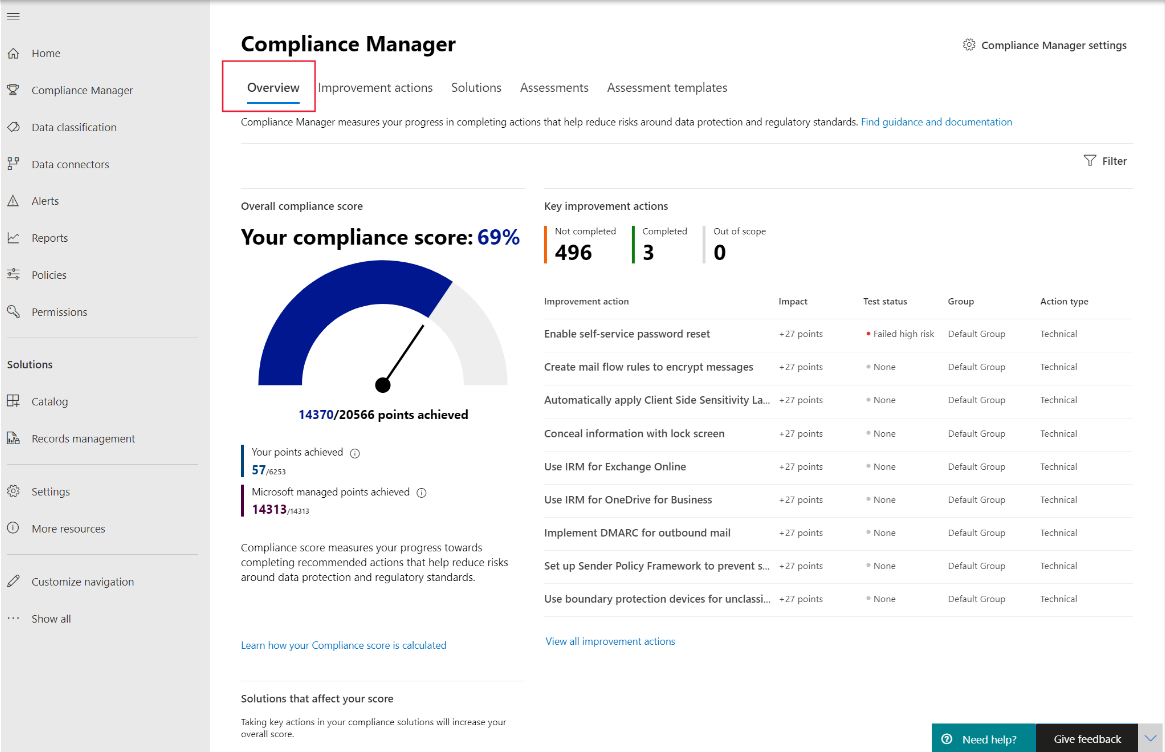 Home
Compliance Manager
Data classification
Data connectors
Alerts
Reports
Policies
Permissions
Solutions
Catalog
Records management
Settings
More resources
Customize navigation
Show all
Compliance Manager
Compliance Manager settings
Overview Improvement actions Solutions Assessments Assessment templates
Compliance Manager measures your progress in completing actions that help reduce risks around data protection and regulatory standards. Find guidance and documentation
Filter
Overall compliance score
Your compliance score: 69%
14370/20566 points achieved
Your points achieved
57/6253
Microsoft managed points achieved
14313/14313
Compliance score measures your progress towards
completing recommended actions that help reduce risks
around data protection and regulatory standards.
Learn how your Compliance score is calculated
Solutions that affect your score
Taking key actions in your compliance solutions will increase your
overall score.
Key improvement actions
Not completed Completed Out of scope
496 3 0
Improvement action Impact Test status Group Action type
Enable self-service password reset +27 points Failed high risk Default Group Technical
Create mail flow rules to encrypt messages +27 points None Default Group Technical
Automatically apply Client Side Sensitivity La... +27 points None Default Group Technical
Conceal information with lock screen +27 points None Default Group Technical
Use IRM for Exchange Online +27 points None Default Group Technical
Use IRM for OneDrive for Business +27 points None Default Group Technical
Implement DMARC for outbound mail +27 points None Default Group Technical
Set up Sender Policy Framework to prevent s... +27 points None Default Group Technical
Use boundary protection devices for unclassi... +27 points None Default Group Technical
View all improvement actions
Need help? Give feedback